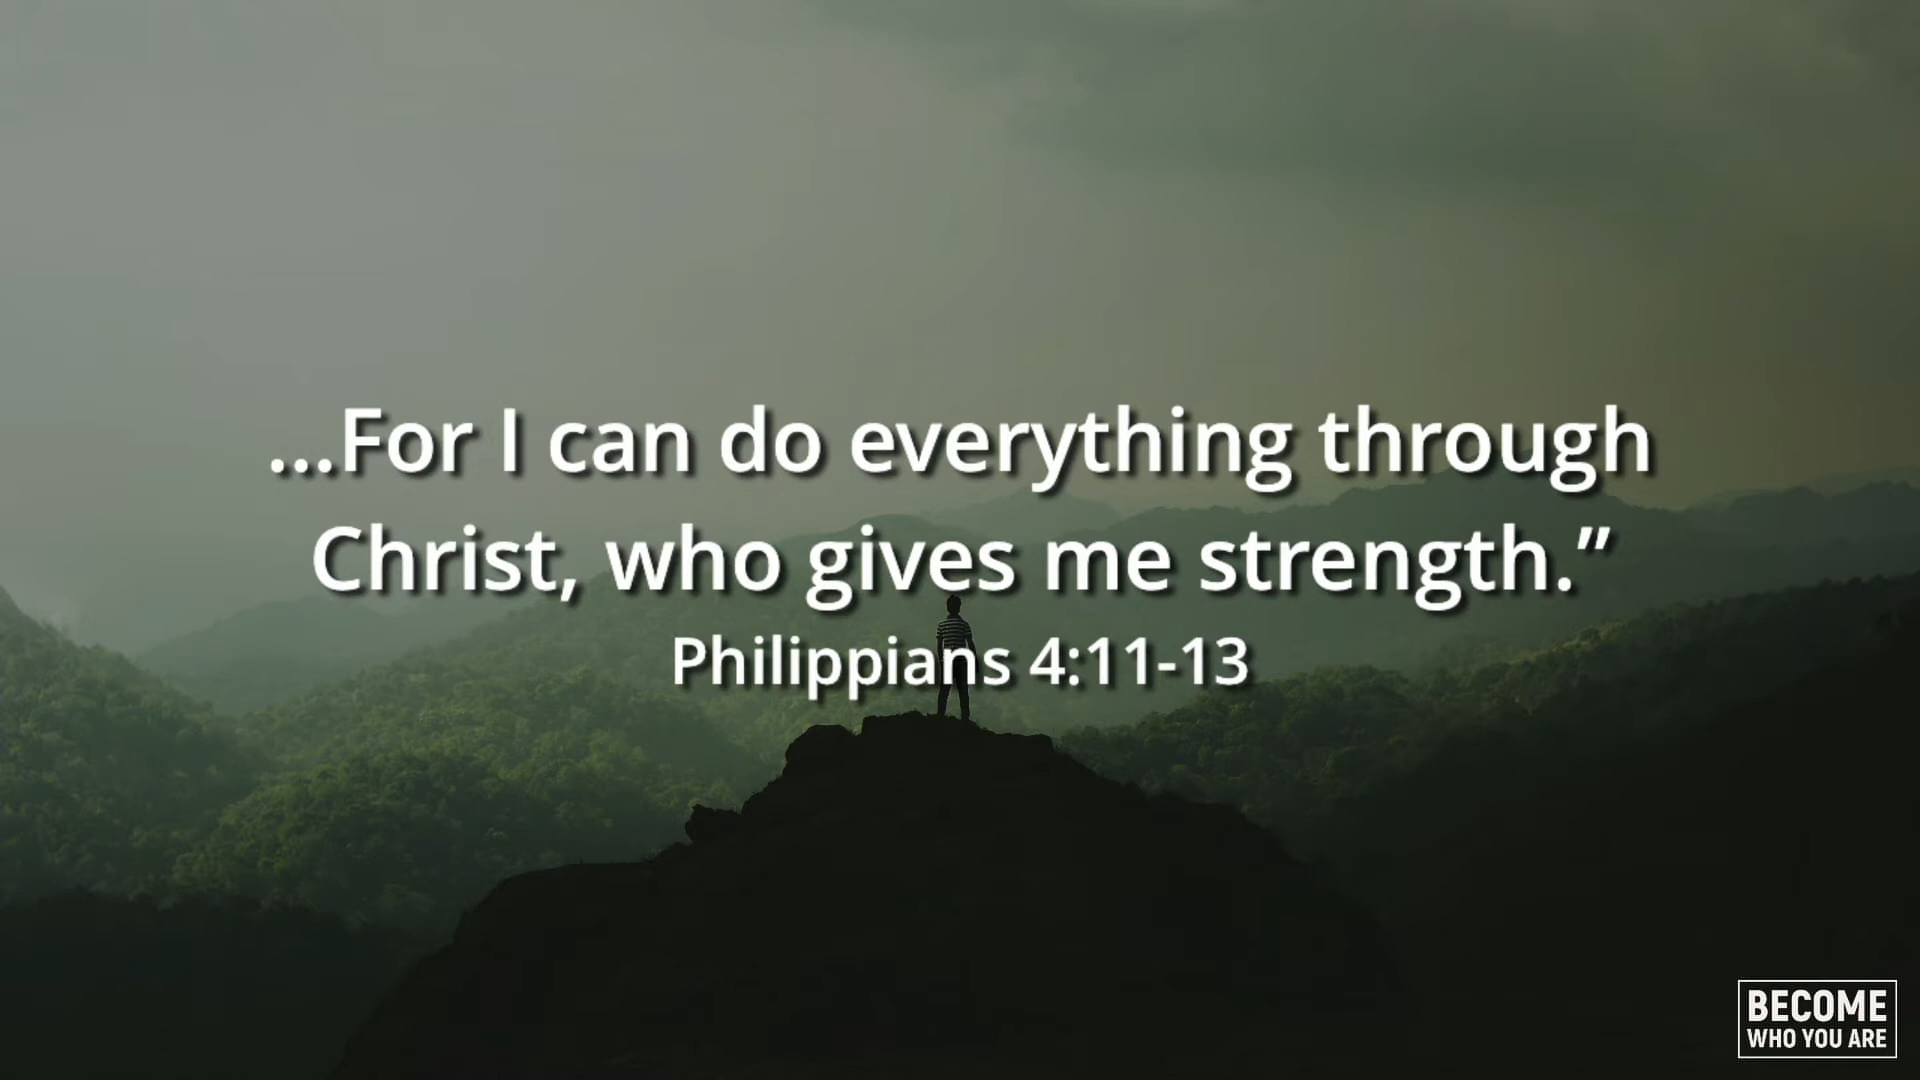 ...For I can do everything through
Christ, who gives me strength.”
Philippians 4:11-13
BECOME
WHO YOU ARE